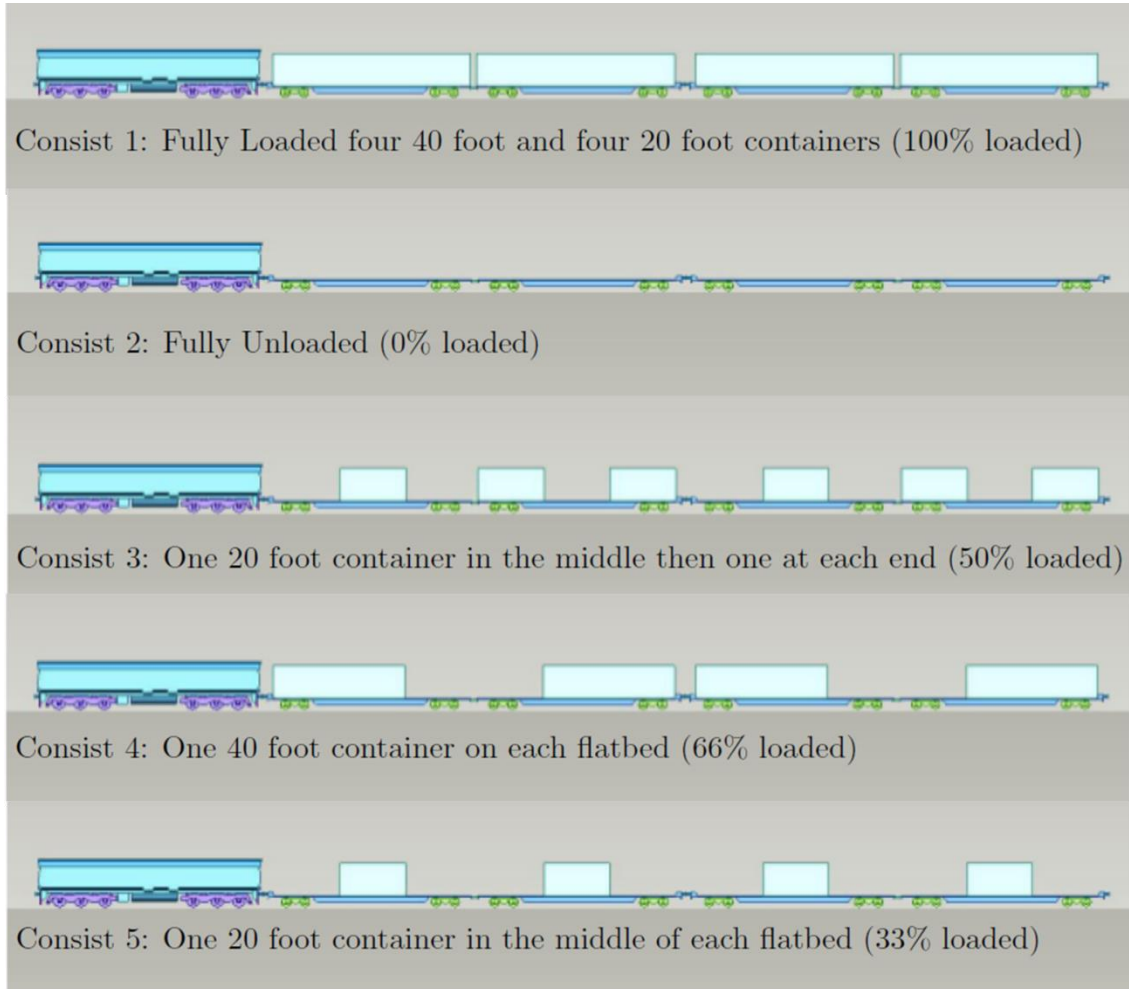 Consist 1: Fully Loaded four 40 foot and four 20 foot containers (100% loaded)
Consist 2: Fully Unloaded (0% loaded)
Consist 3: One 20 foot container in the middle then one at each end (50% loaded)
Consist 4: One 40 foot container on each flatbed (66% loaded)
Consist 5: One 20 foot container in the middle of each flatbed (33% loaded)